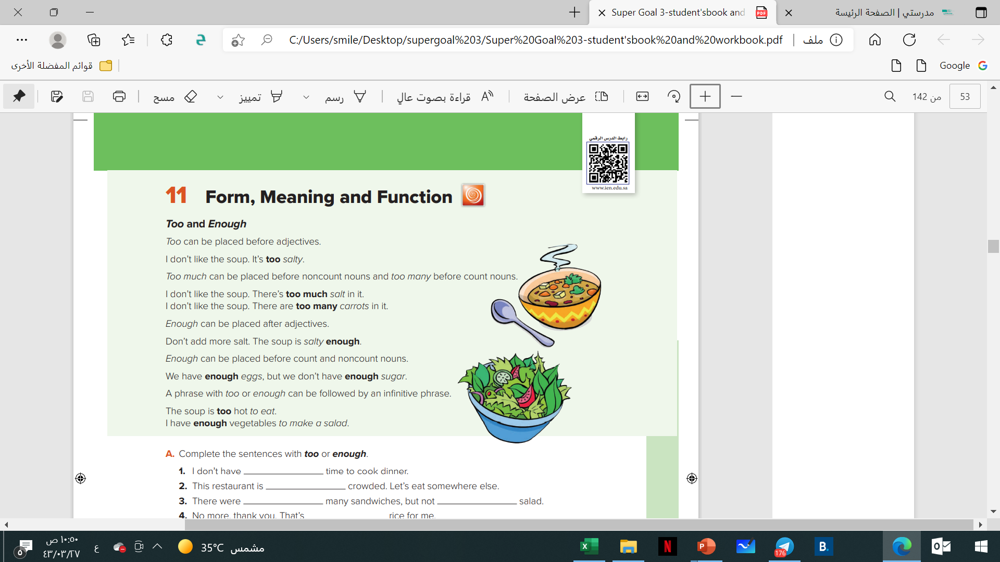 Super Goal 3-student'sbook and
مدرستي | الصفحة الرئيسة
C:/Users/smile/Desktop/supergoal%203/Super%20Goal%203-student'sbook%20and%20workbook.pdf
ملف
قوائم المفضلة الأخرى
Google
مسح
تمييز
رسم
قراءة بصوت عالٍ
عرض الصفحة
من 142
53
رابط الدرس الرقمي
www.ien.edu.sa
11 Form, Meaning and Function
Too and Enough
Too can be placed before adjectives.
I don't like the soup. It's too salty.
Too much can be placed before noncount nouns and too many before count nouns.
I don't like the soup. There's too much salt in it.
I don't like the soup. There are too many carrots in it.
Enough can be placed after adjectives.
Don't add more salt. The soup is salty enough.
Enough can be placed before count and noncount nouns.
We have enough eggs, but we don't have enough sugar.
A phrase with too or enough can be followed by an infinitive phrase.
The soup is too hot to eat.
I have enough vegetables to make a salad.
A. Complete the sentences with too or enough.
1. I don't have _______________ time to cook dinner.
2. This restaurant is _______________ crowded. Let's eat somewhere else.
3. There were _______________ many sandwiches, but not _______________ salad.
4. No more, thank you. That's rice for me.
١٠:٥٠ ص
٤٣/٠٣/٢٧
٥
ع
35°C مشمس
176